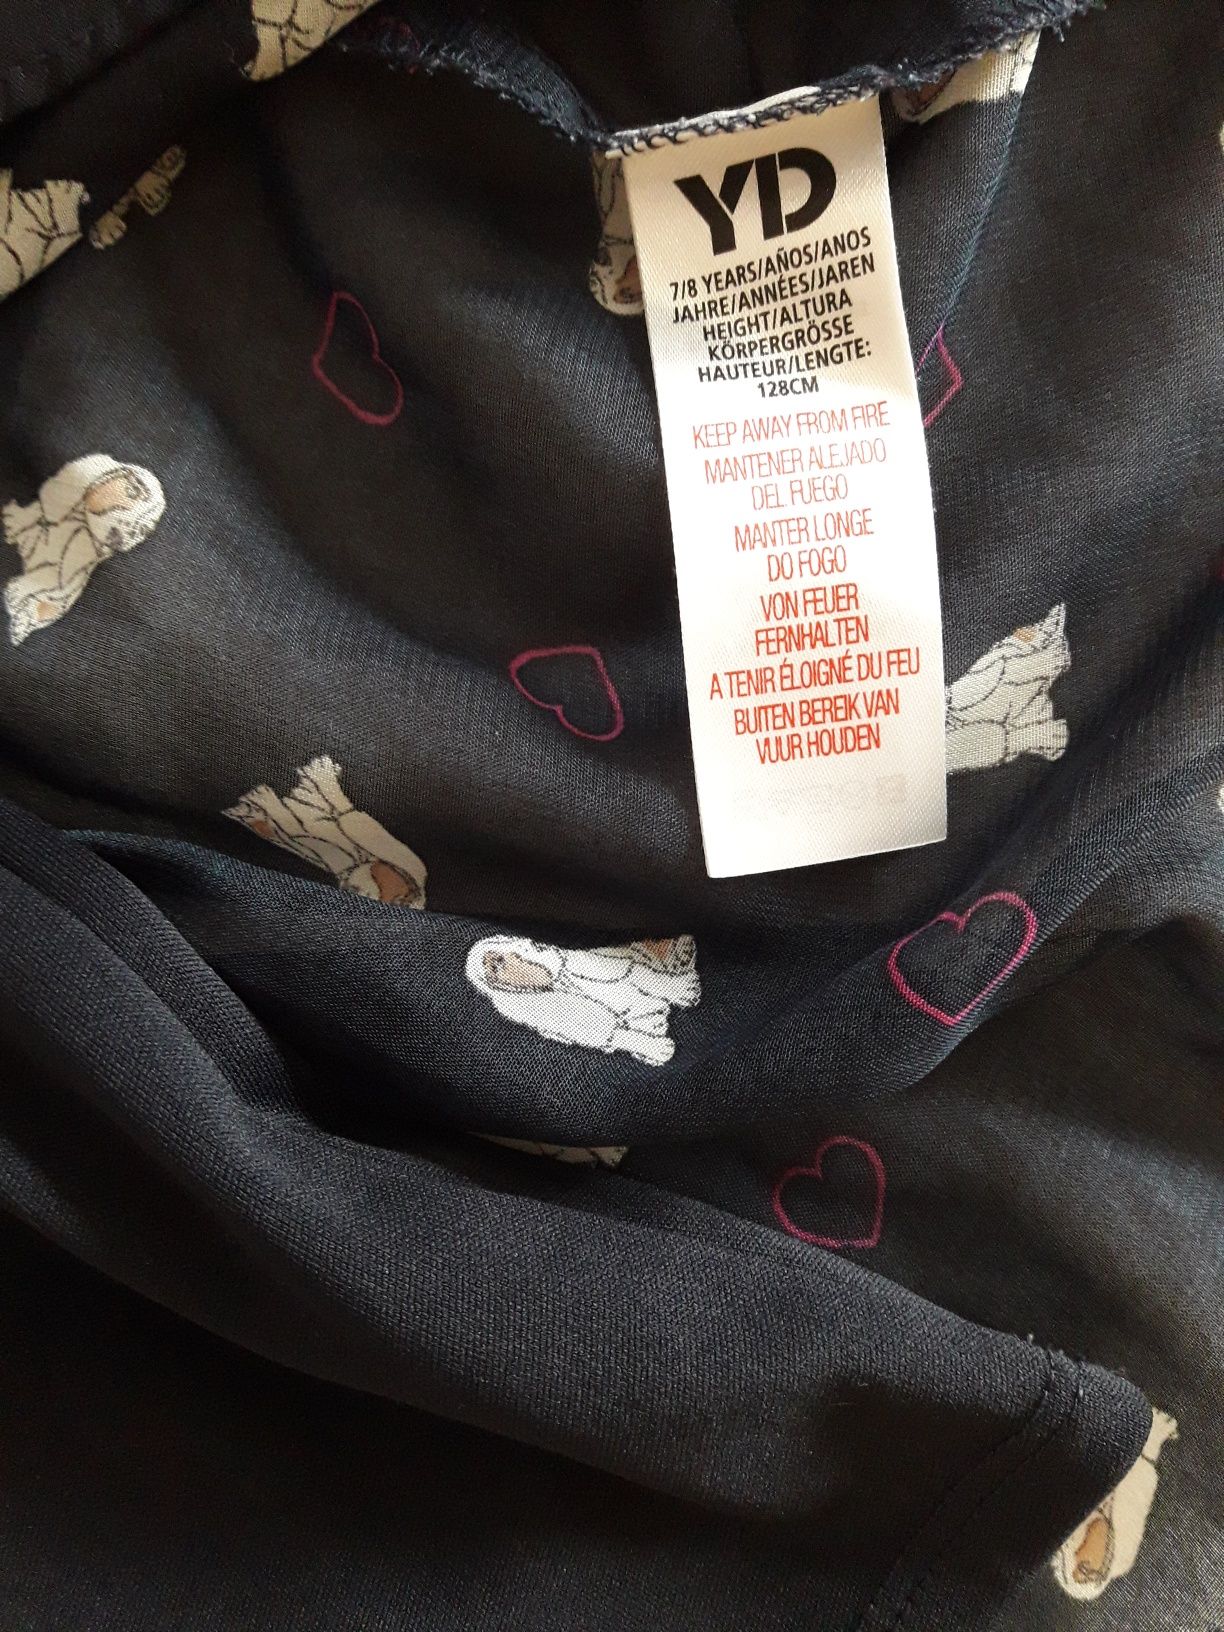 YD
7/8 YEARS/AÑOS/ANOS
JAHRE/ANNÉES/JAREN
HEIGHT/ALTURA
KÖRPERGRÖSSE
HAUTEUR/LENGTE:
128CM
KEEP AWAY FROM FIRE
MANTENER ALEJADO
DEL FUEGO
MANTER LONGE
DO FOGO
VON FEUER
FERNHALTEN
A TENIR ÉLOIGNÉ DU FEU
BUITEN BEREIK VAN
VUUR HOUDEN